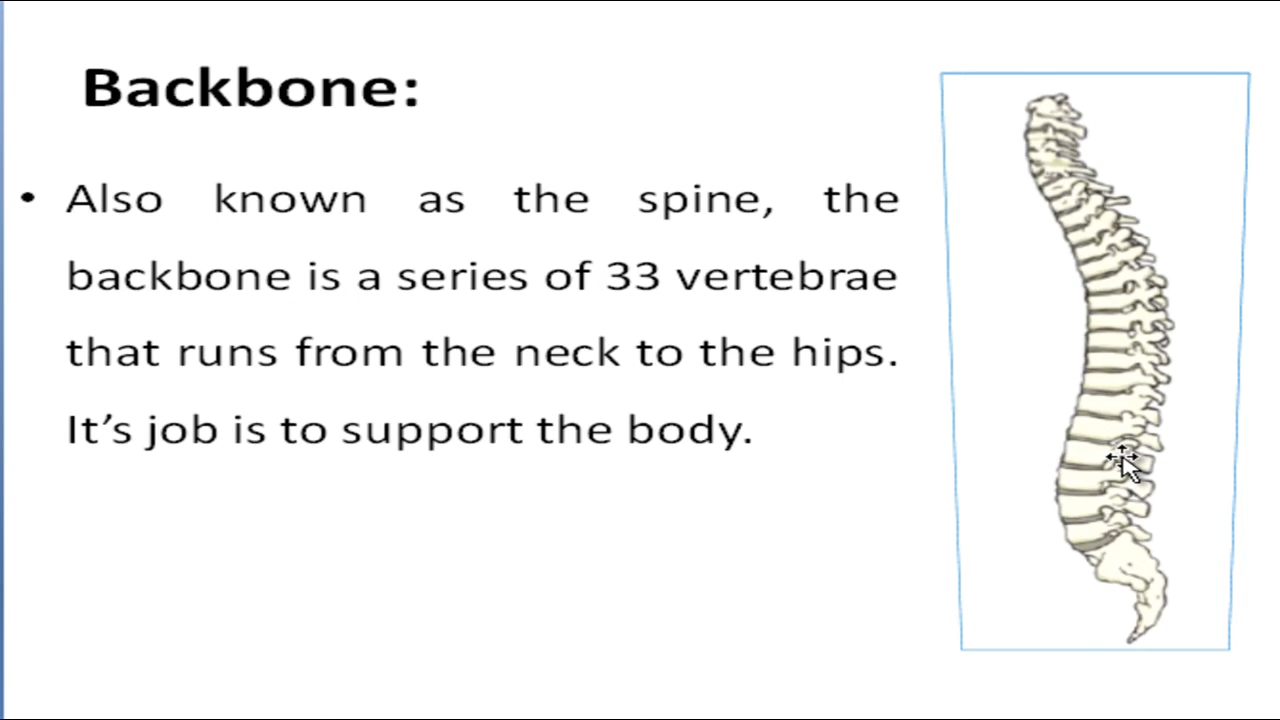 Backbone:
• Also known as the spine, the
backbone is a series of 33 vertebrae
that runs from the neck to the hips.
It’s job is to support the body.